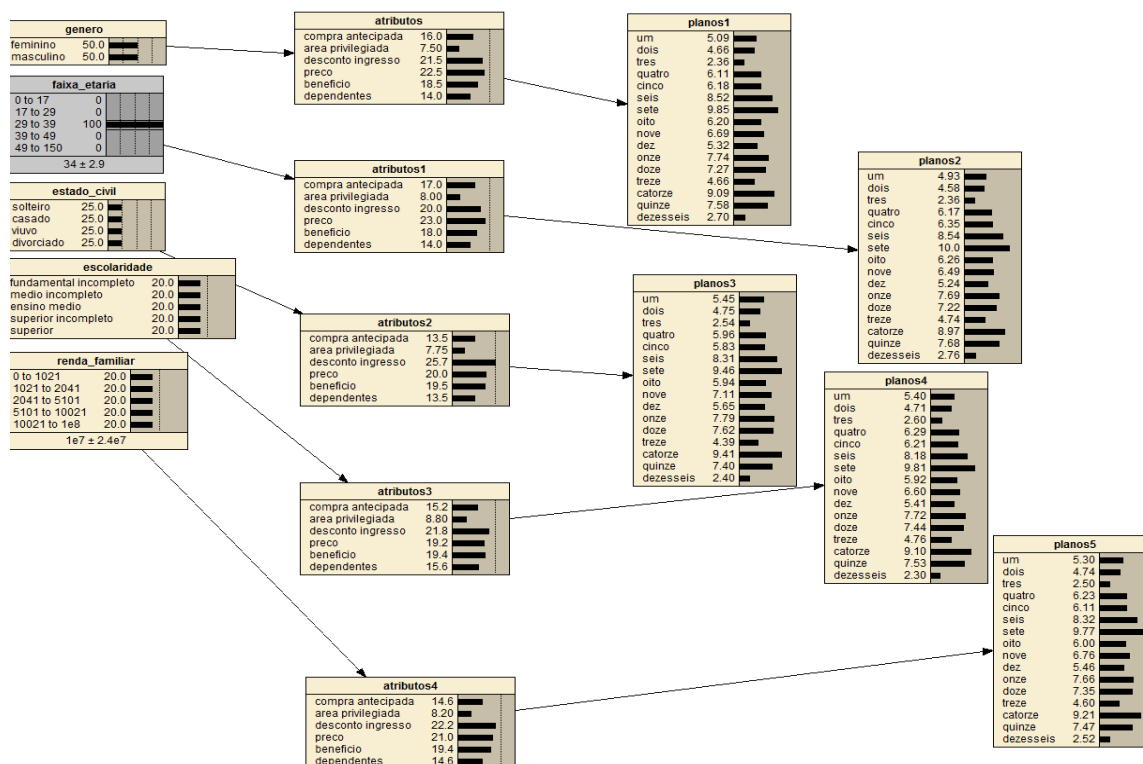 genero
feminino 50.0
masculino 50.0
faixa_etaria
0 to 17 0
17 to 29 0
29 to 39 100
39 to 49 0
49 to 150 0
34 ± 2.9
estado_civil
solteiro 25.0
casado 25.0
viuvo 25.0
divorciado 25.0
escolaridade
fundamental incompleto 20.0
medio incompleto 20.0
ensino medio 20.0
superior incompleto 20.0
superior 20.0
renda_familiar
0 to 1021 20.0
1021 to 2041 20.0
2041 to 5101 20.0
5101 to 10021 20.0
10021 to 1e8 20.0
1e7 ± 2.4e7
atributos
compra antecipada 16.0
area privilegiada 7.50
desconto ingresso 21.5
preco 22.5
beneficio 18.5
dependentes 14.0
atributos1
compra antecipada 17.0
area privilegiada 8.00
desconto ingresso 20.0
preco 23.0
beneficio 18.0
dependentes 14.0
atributos2
compra antecipada 13.5
area privilegiada 7.75
desconto ingresso 25.7
preco 20.0
beneficio 19.5
dependentes 13.5
atributos3
compra antecipada 15.2
area privilegiada 8.80
desconto ingresso 21.8
preco 19.2
beneficio 19.4
dependentes 15.6
atributos4
compra antecipada 14.6
area privilegiada 8.20
desconto ingresso 22.2
preco 21.0
beneficio 19.4
dependentes 14.6
planos1
um 5.09
dois 4.66
tres 2.36
quatro 6.11
cinco 6.18
seis 8.52
sete 9.85
oito 6.20
nove 6.69
dez 5.32
onze 7.74
doze 7.27
treze 4.66
catorze 9.09
quinze 7.58
dezesseis 2.70
planos2
um 4.93
dois 4.58
tres 2.36
quatro 6.17
cinco 6.35
seis 8.54
sete 10.0
oito 6.26
nove 6.49
dez 5.24
onze 7.69
doze 7.22
treze 4.74
catorze 8.97
quinze 7.68
dezesseis 2.76
planos3
um 5.45
dois 4.75
tres 2.54
quatro 5.96
cinco 5.83
seis 8.31
sete 9.46
oito 5.94
nove 7.11
dez 5.65
onze 7.79
doze 7.62
treze 4.39
catorze 9.41
quinze 7.40
dezesseis 2.40
planos4
um 5.40
dois 4.71
tres 2.60
quatro 6.29
cinco 6.21
seis 8.18
sete 9.81
oito 5.92
nove 6.60
dez 5.41
onze 7.72
doze 7.44
treze 4.76
catorze 9.10
quinze 7.53
dezesseis 2.30
planos5
um 5.30
dois 4.74
tres 2.50
quatro 6.23
cinco 6.11
seis 8.32
sete 9.77
oito 6.00
nove 6.76
dez 5.46
onze 7.66
doze 7.35
treze 4.60
catorze 9.21
quinze 7.47
dezesseis 2.52